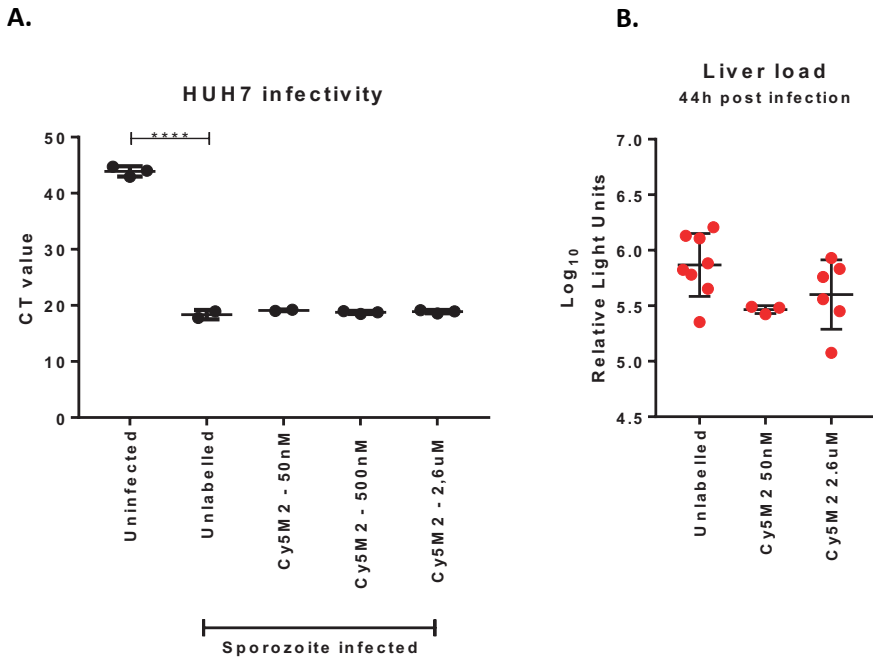 A.
HUH7 infectivity
****
CT value
50
40
30
20
10
0
Uninfected
Unlabelled
Cy5M2 - 50nM
Cy5M2 - 500nM
Cy5M2 - 2,6uM
Sporozoite infected
B.
Liver load
44h post infection
Log10
Relative Light Units
7.0
6.5
6.0
5.5
5.0
4.5
Unlabelled
Cy5M2 50nM
Cy5M2 2.6uM